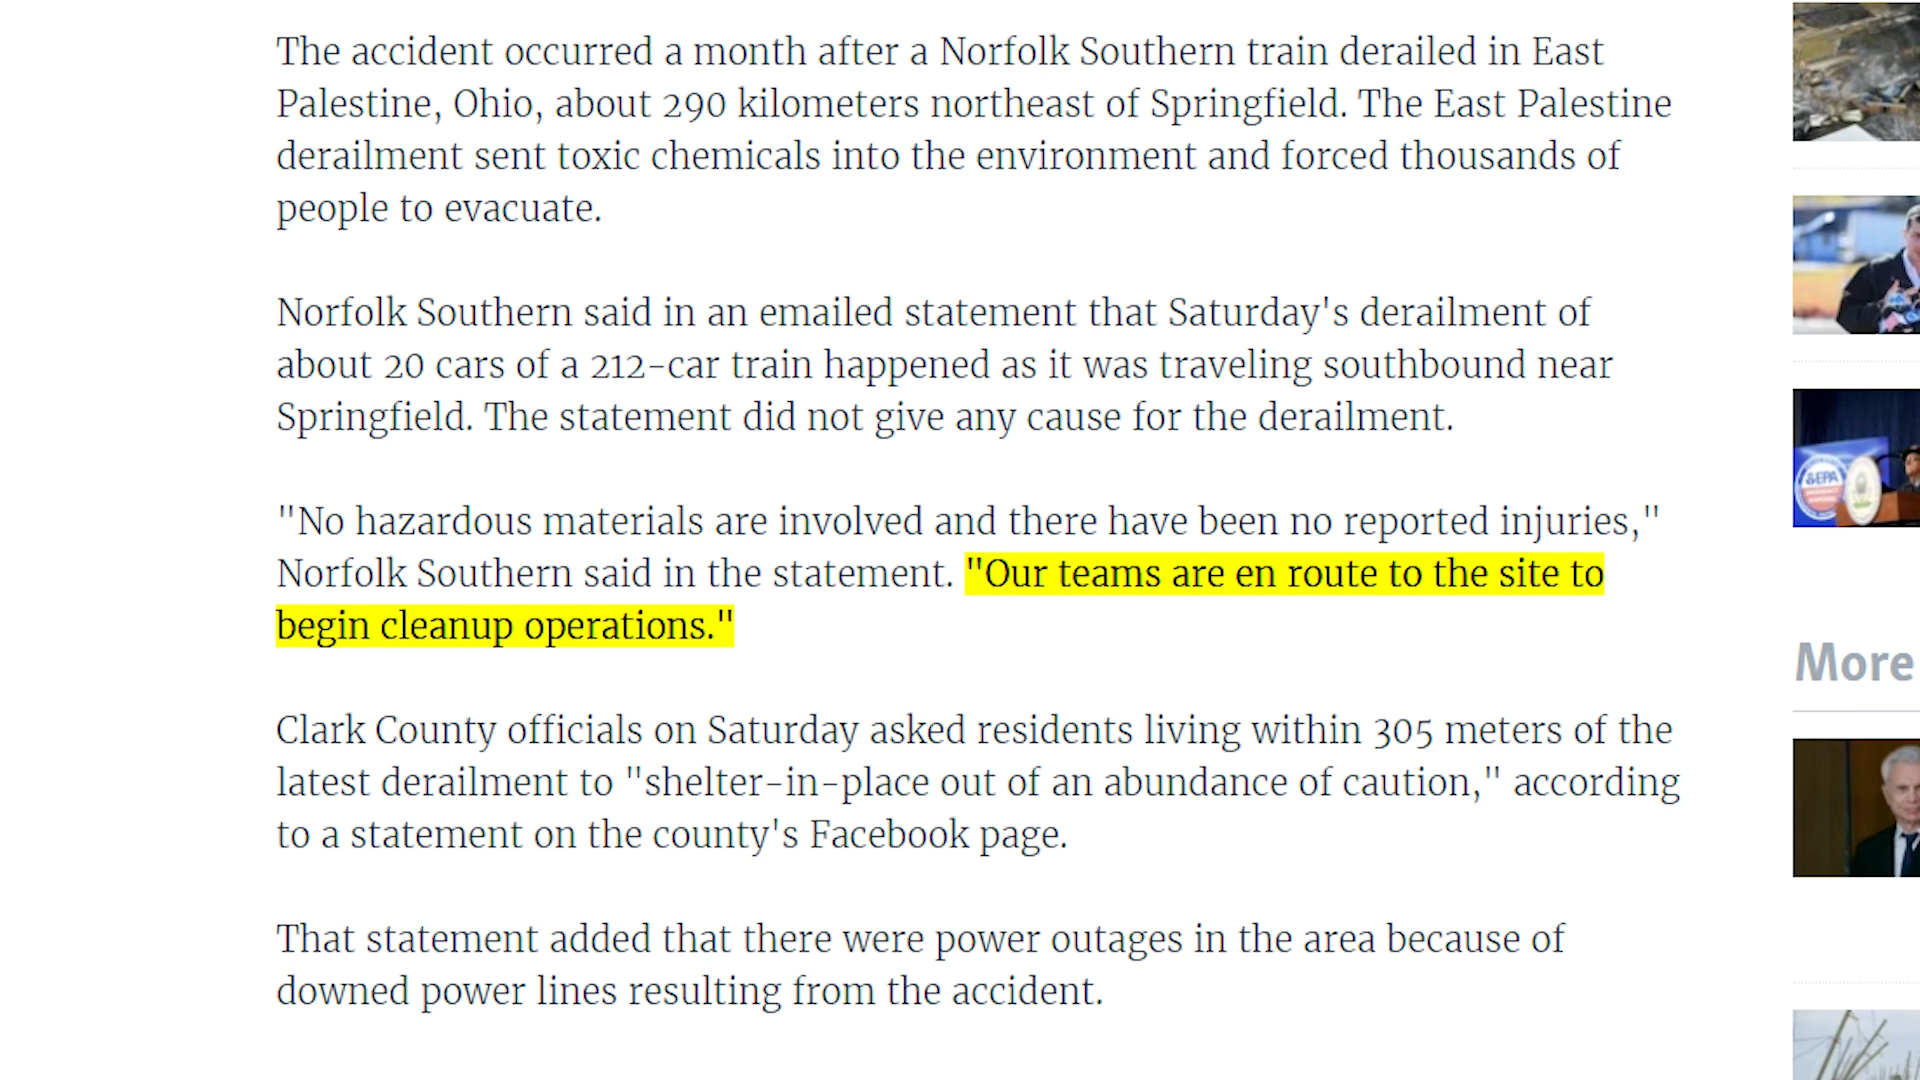 The accident occurred a month after a Norfolk Southern train derailed in East
Palestine, Ohio, about 290 kilometers northeast of Springfield. The East Palestine
derailment sent toxic chemicals into the environment and forced thousands of
people to evacuate.
Norfolk Southern said in an emailed statement that Saturday's derailment of
about 20 cars of a 212-car train happened as it was traveling southbound near
Springfield. The statement did not give any cause for the derailment.
"No hazardous materials are involved and there have been no reported injuries,"
Norfolk Southern said in the statement. "Our teams are en route to the site to
begin cleanup operations."
Clark County officials on Saturday asked residents living within 305 meters of the
latest derailment to "shelter-in-place out of an abundance of caution," according
to a statement on the county's Facebook page.
That statement added that there were power outages in the area because of
downed power lines resulting from the accident.
EPA
More